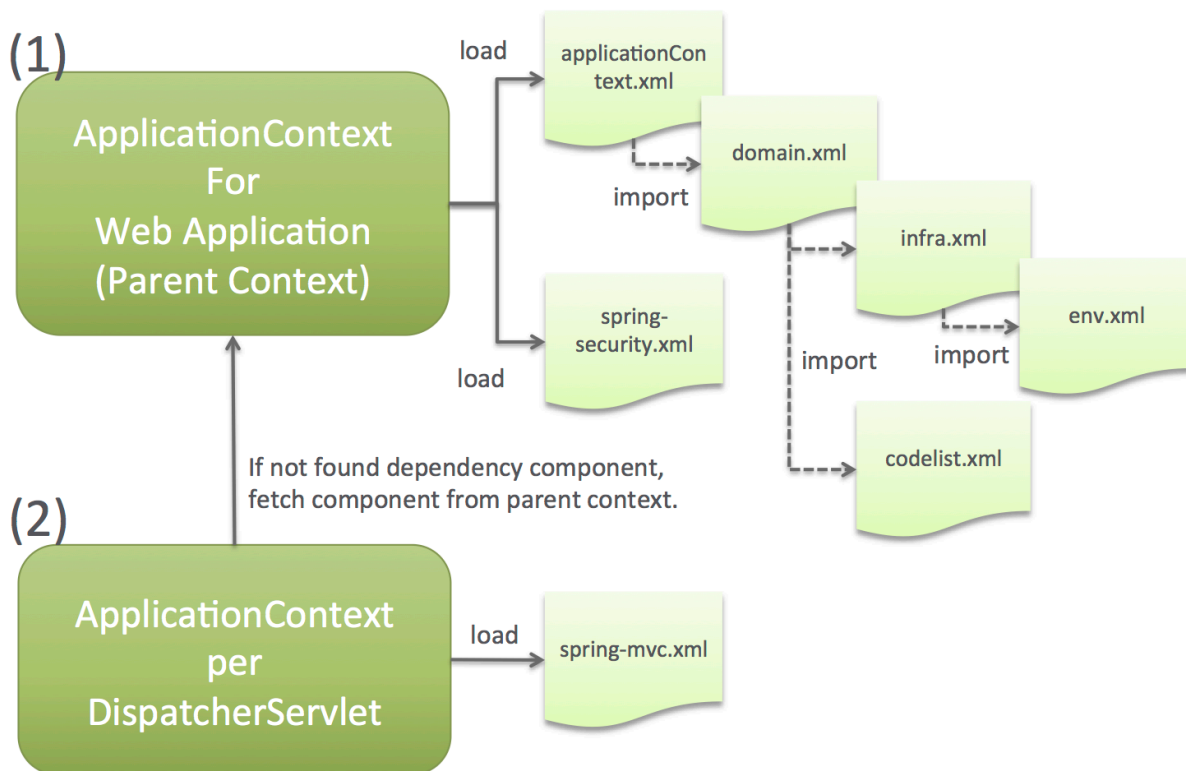 (1)
ApplicationContext
For
Web Application
(Parent Context)
load
applicationCon
text.xml
import
domain.xml
import
infra.xml
import
env.xml
codelist.xml
load
spring-
security.xml
If not found dependency component,
fetch component from parent context.
(2)
ApplicationContext
per
DispatcherServlet
load
spring-mvc.xml